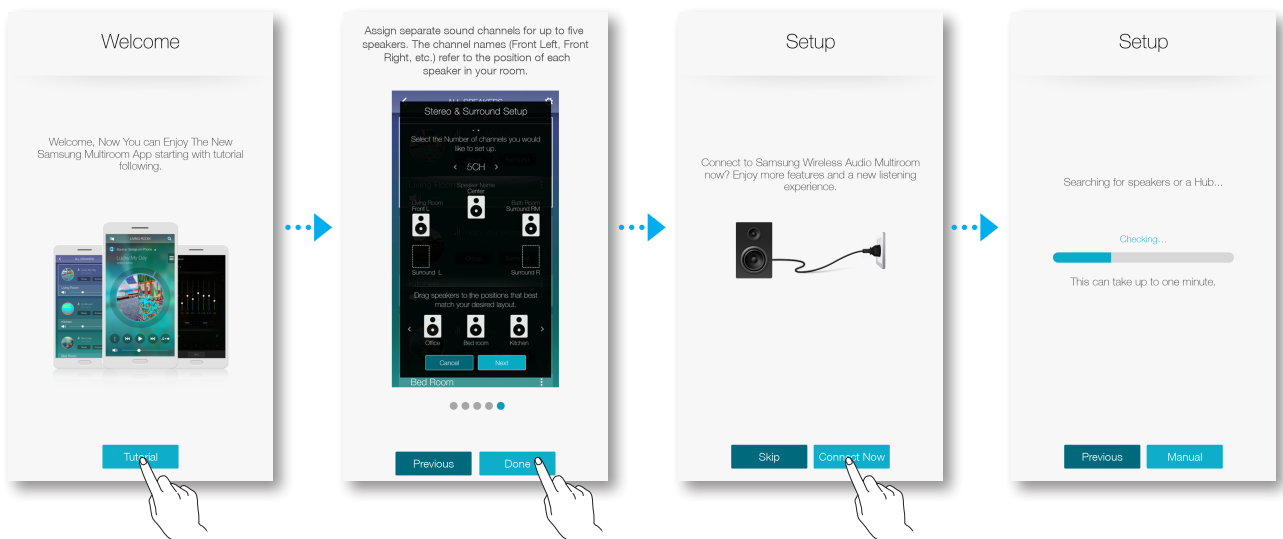 Welcome
Welcome, Now You can Enjoy The New
Samsung Multiroom App starting with tutorial
following.
Tutorial
Assign separate sound channels for up to five
speakers. The channel names (Front Left, Front
Right, etc.) refer to the position of each
speaker in your room.
ALL SPEAKERS
Stereo & Surround Setup
Select the Number of channels you would
like to set up.
< 5CH >
Speaker Name
Center
Living Room
Front L
Bath Room
Surround RM
Surround L
Surround R
Drag speakers to the positions that best
match your desired layout.
< >
Office
Bed room
Kitchen
Cancel
Next
Bed Room
Previous
Done
Setup
Connect to Samsung Wireless Audio Multiroom
now? Enjoy more features and a new listening
experience.
Skip
Connect Now
Setup
Searching for speakers or a Hub...
Checking...
This can take up to one minute.
Previous
Manual